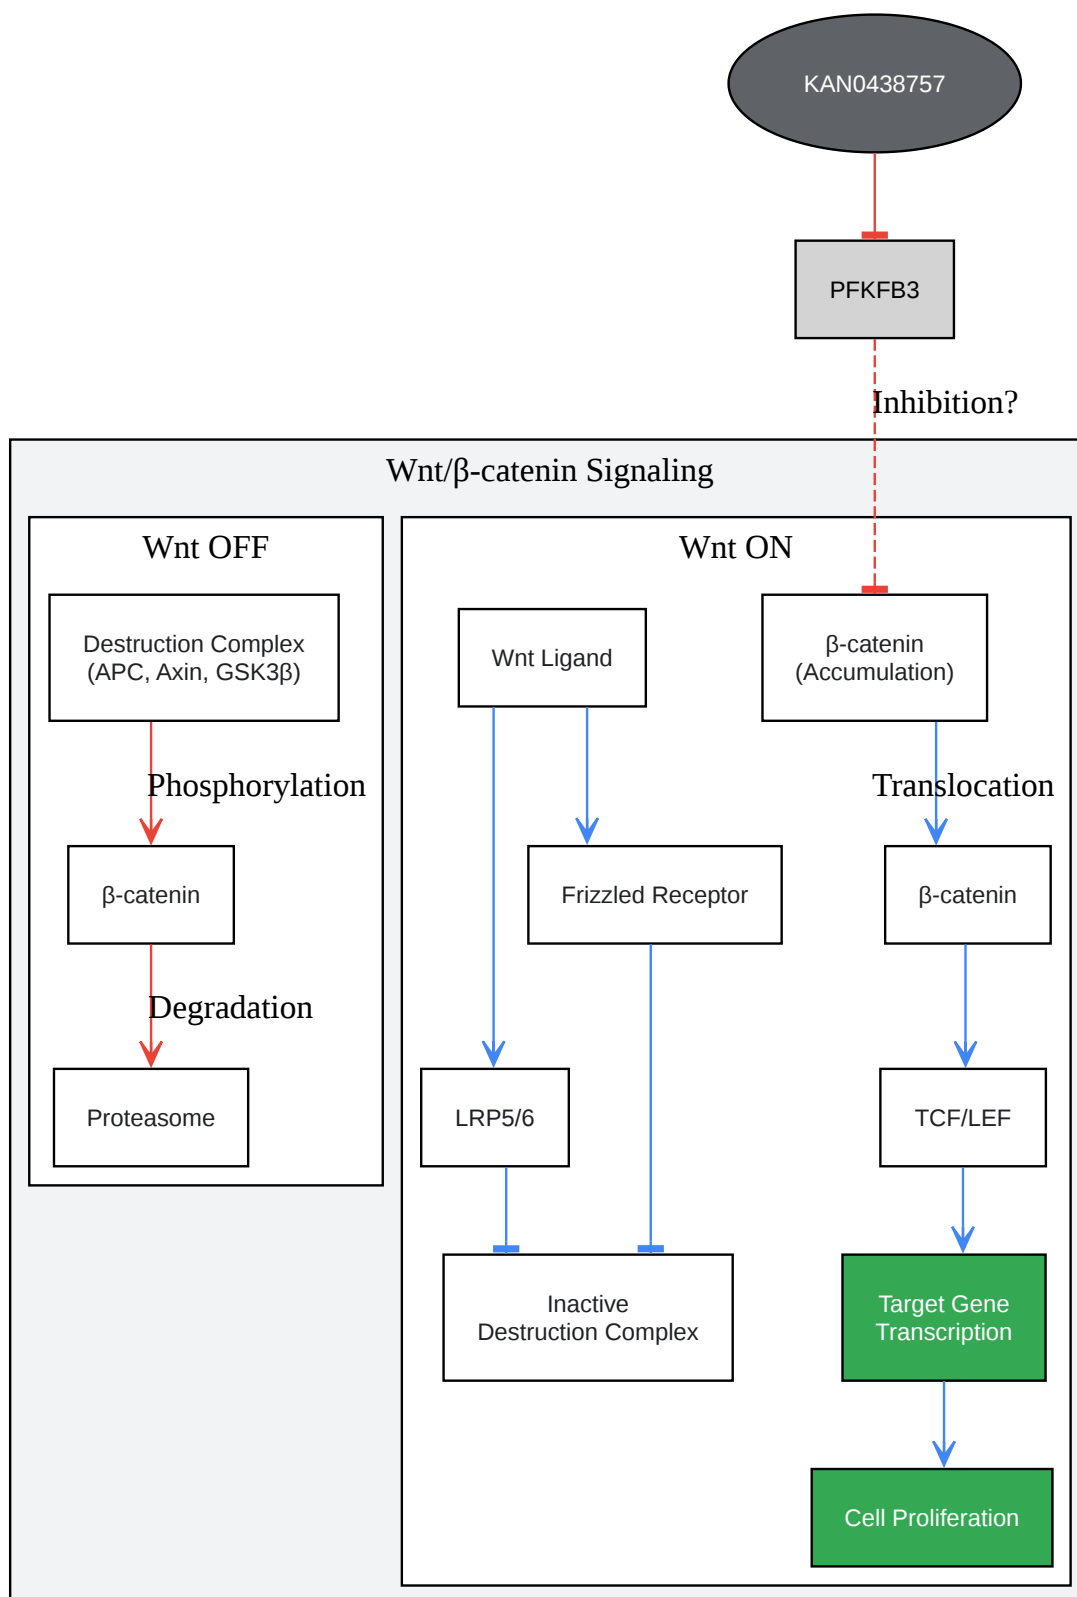 KAN0438757
PFKFB3
Inhibition?
Wnt/β-catenin Signaling
Wnt OFF
Destruction Complex
(APC, Axin, GSK3β)
Phosphorylation
β-catenin
Degradation
Proteasome
Wnt ON
Wnt Ligand
Frizzled Receptor
LRP5/6
Inactive
Destruction Complex
β-catenin
(Accumulation)
Translocation
β-catenin
TCF/LEF
Target Gene
Transcription
Cell Proliferation